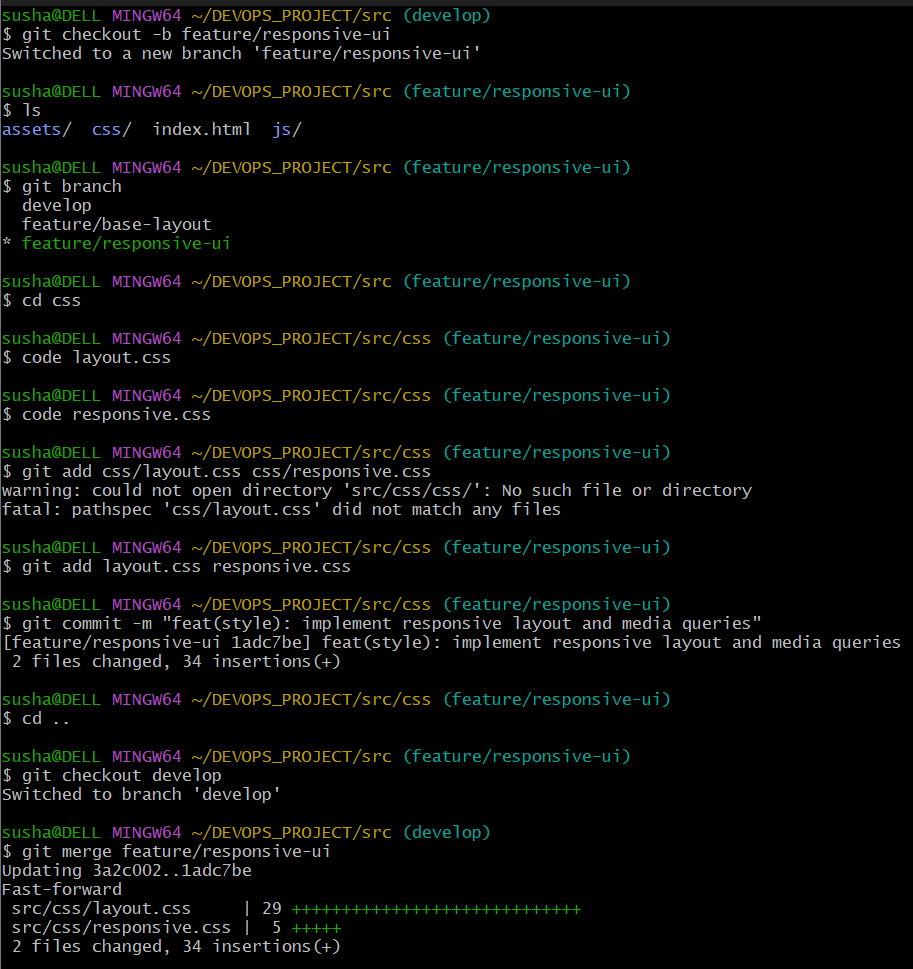 susha@DELL MINGW64 ~/DEVOPS_PROJECT/src (develop)
$ git checkout -b feature/responsive-ui
Switched to a new branch 'feature/responsive-ui'
susha@DELL MINGW64 ~/DEVOPS_PROJECT/src (feature/responsive-ui)
$ ls
assets/  css/  index.html  js/
susha@DELL MINGW64 ~/DEVOPS_PROJECT/src (feature/responsive-ui)
$ git branch
  develop
  feature/base-layout
* feature/responsive-ui
susha@DELL MINGW64 ~/DEVOPS_PROJECT/src (feature/responsive-ui)
$ cd css
susha@DELL MINGW64 ~/DEVOPS_PROJECT/src/css (feature/responsive-ui)
$ code layout.css
susha@DELL MINGW64 ~/DEVOPS_PROJECT/src/css (feature/responsive-ui)
$ code responsive.css
susha@DELL MINGW64 ~/DEVOPS_PROJECT/src/css (feature/responsive-ui)
$ git add css/layout.css css/responsive.css
warning: could not open directory 'src/css/css/': No such file or directory
fatal: pathspec 'css/layout.css' did not match any files
susha@DELL MINGW64 ~/DEVOPS_PROJECT/src/css (feature/responsive-ui)
$ git add layout.css responsive.css
susha@DELL MINGW64 ~/DEVOPS_PROJECT/src/css (feature/responsive-ui)
$ git commit -m "feat(style): implement responsive layout and media queries"
[feature/responsive-ui 1adc7be] feat(style): implement responsive layout and media queries
 2 files changed, 34 insertions(+)
susha@DELL MINGW64 ~/DEVOPS_PROJECT/src/css (feature/responsive-ui)
$ cd ..
susha@DELL MINGW64 ~/DEVOPS_PROJECT/src (feature/responsive-ui)
$ git checkout develop
Switched to branch 'develop'
susha@DELL MINGW64 ~/DEVOPS_PROJECT/src (develop)
$ git merge feature/responsive-ui
Updating 3a2c002..1adc7be
Fast-forward
 src/css/layout.css     | 29 +++++++++++++++++++++++++++++
 src/css/responsive.css |  5 +++++
 2 files changed, 34 insertions(+)